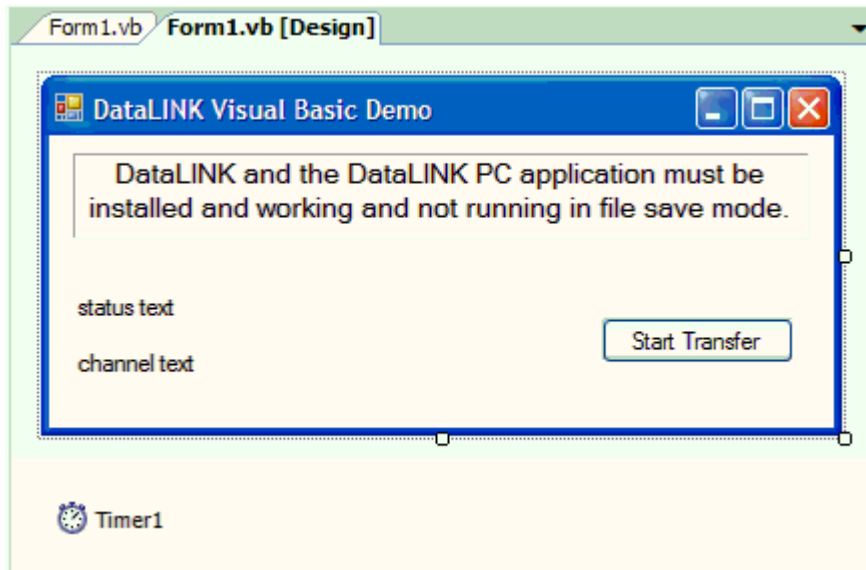 Form1.vb Form1.vb [Design]
DataLINK Visual Basic Demo
DataLINK and the DataLINK PC application must be
installed and working and not running in file save mode.
status text
Start Transfer
channel text
Timer1